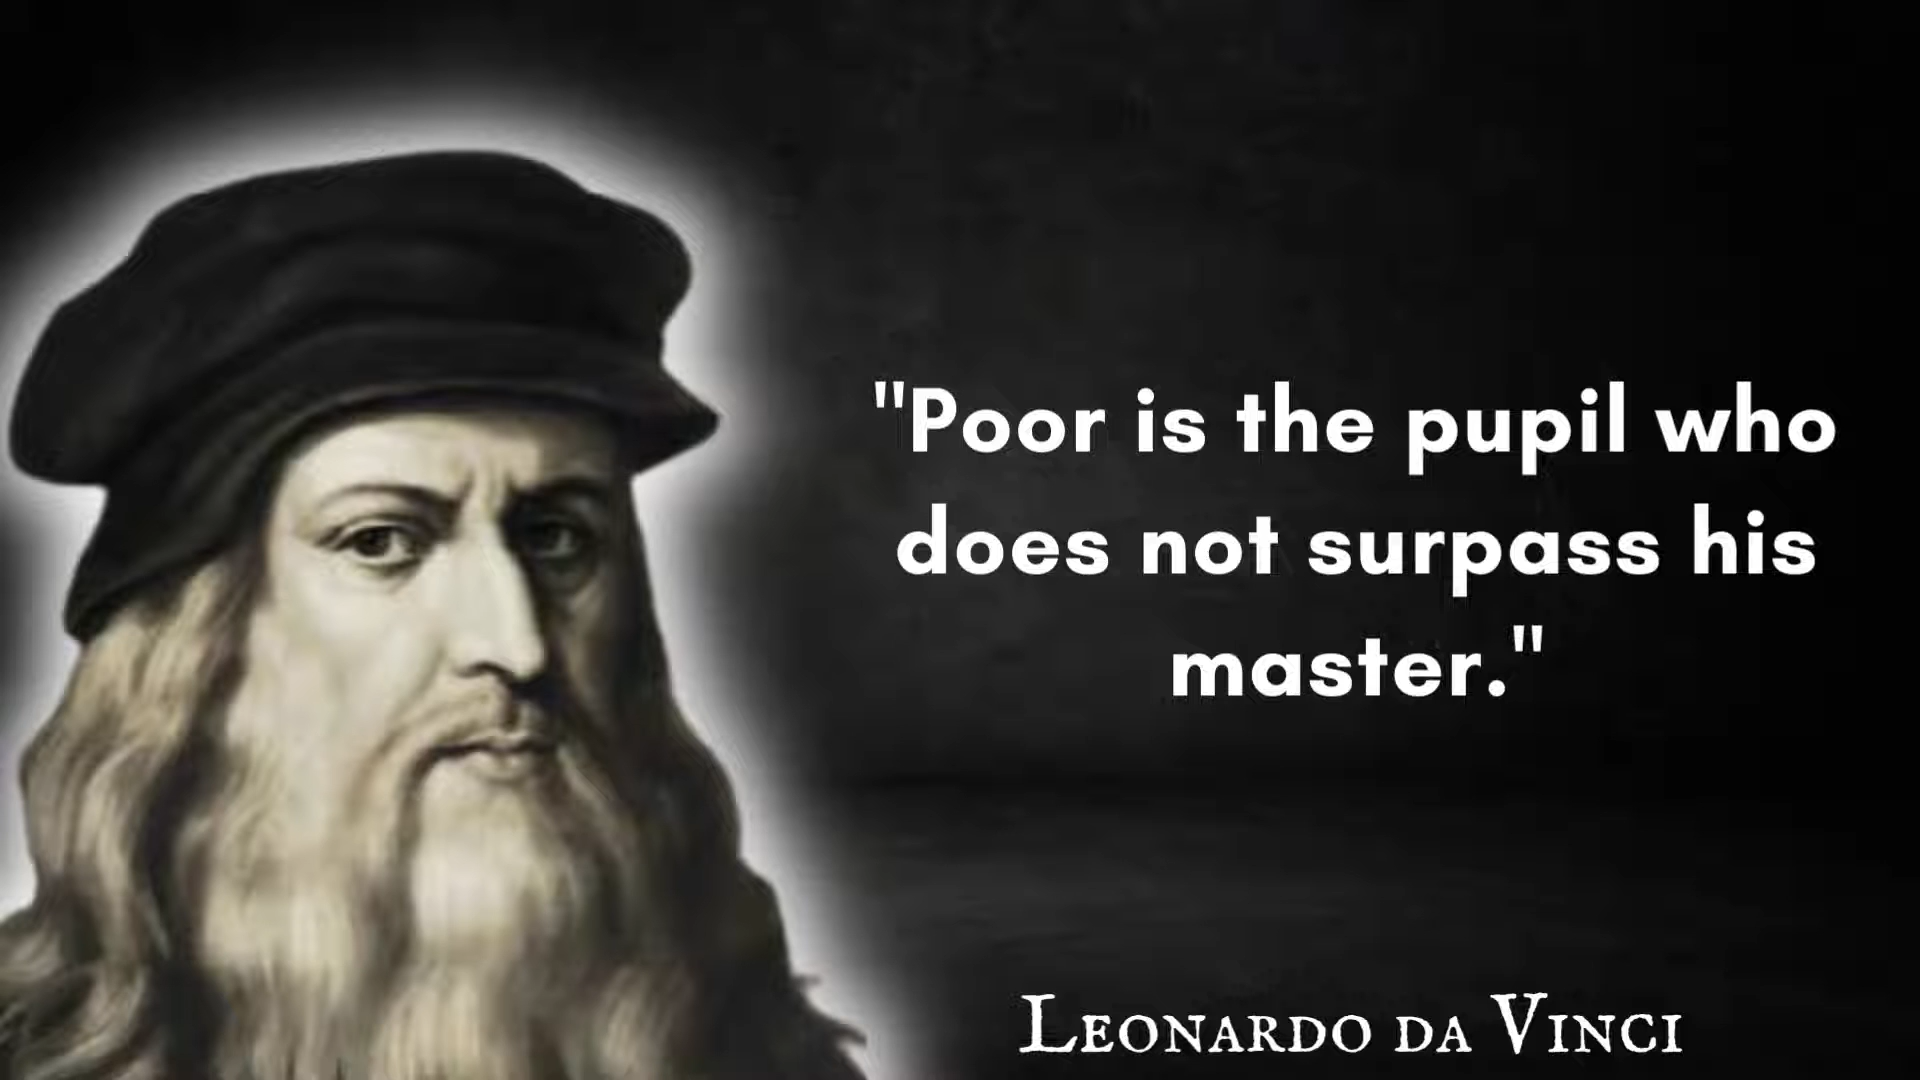 "Poor is the pupil who
does not surpass his
master."
Leonardo da Vinci